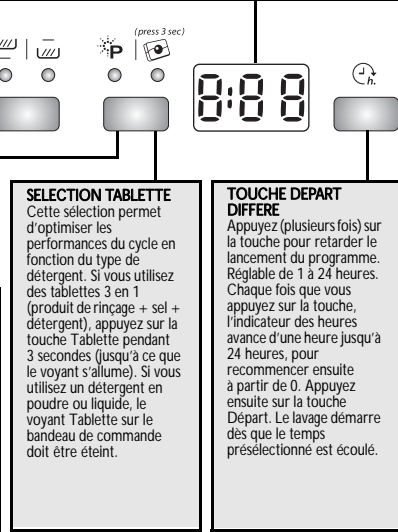 (press 3 sec)
P
8:88
h.
SELECTION TABLETTE
Cette sélection permet
d'optimiser les
performances du cycle en
fonction du type de
détergent. Si vous utilisez
des tablettes 3 en 1
(produit de rinçage + sel +
détergent), appuyez sur la
touche Tablette pendant
3 secondes (jusqu'à ce que
le voyant s'allume). Si vous
utilisez un détergent en
poudre ou liquide, le
voyant Tablette sur le
bandeau de commande
doit être éteint.
TOUCHE DEPART
DIFFERE
Appuyez (plusieurs fois) sur
la touche pour retarder le
lancement du programme.
Réglable de 1 à 24 heures.
Chaque fois que vous
appuyez sur la touche,
l'indicateur des heures
avance d'une heure jusqu'à
24 heures, pour
recommencer ensuite
à partir de 0. Appuyez
ensuite sur la touche
Départ. Le lavage démarre
dès que le temps
présélectionné est écoulé.